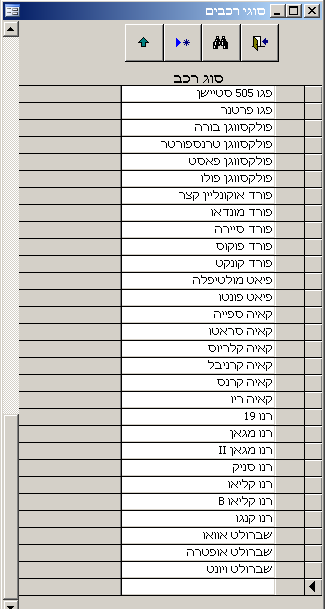 סוגי רכבים
סוג רכב
פגו 505 סטיישן
פגו פרטנר
פולקסווגן בורה
פולקסווגן טרנספורטר
פולקסווגן פאסט
פולקסווגן פולו
פורד אוקונליין קצר
פורד מונדאו
פורד סיירה
פורד פוקוס
פורד קונקט
פיאט מולטיפלה
פיאט פונטו
קאיה ספייה
קאיה סראטו
קאיה קלריוס
קאיה קרניבל
קאיה קרנס
קאיה ריו
רנו 19
רנו מגאן
רנו מגאן II
רנו סניק
רנו קליאו
רנו קליאו B
רנו קנגו
שברולט אוואו
שברולט אופטרה
שברולט ויונט